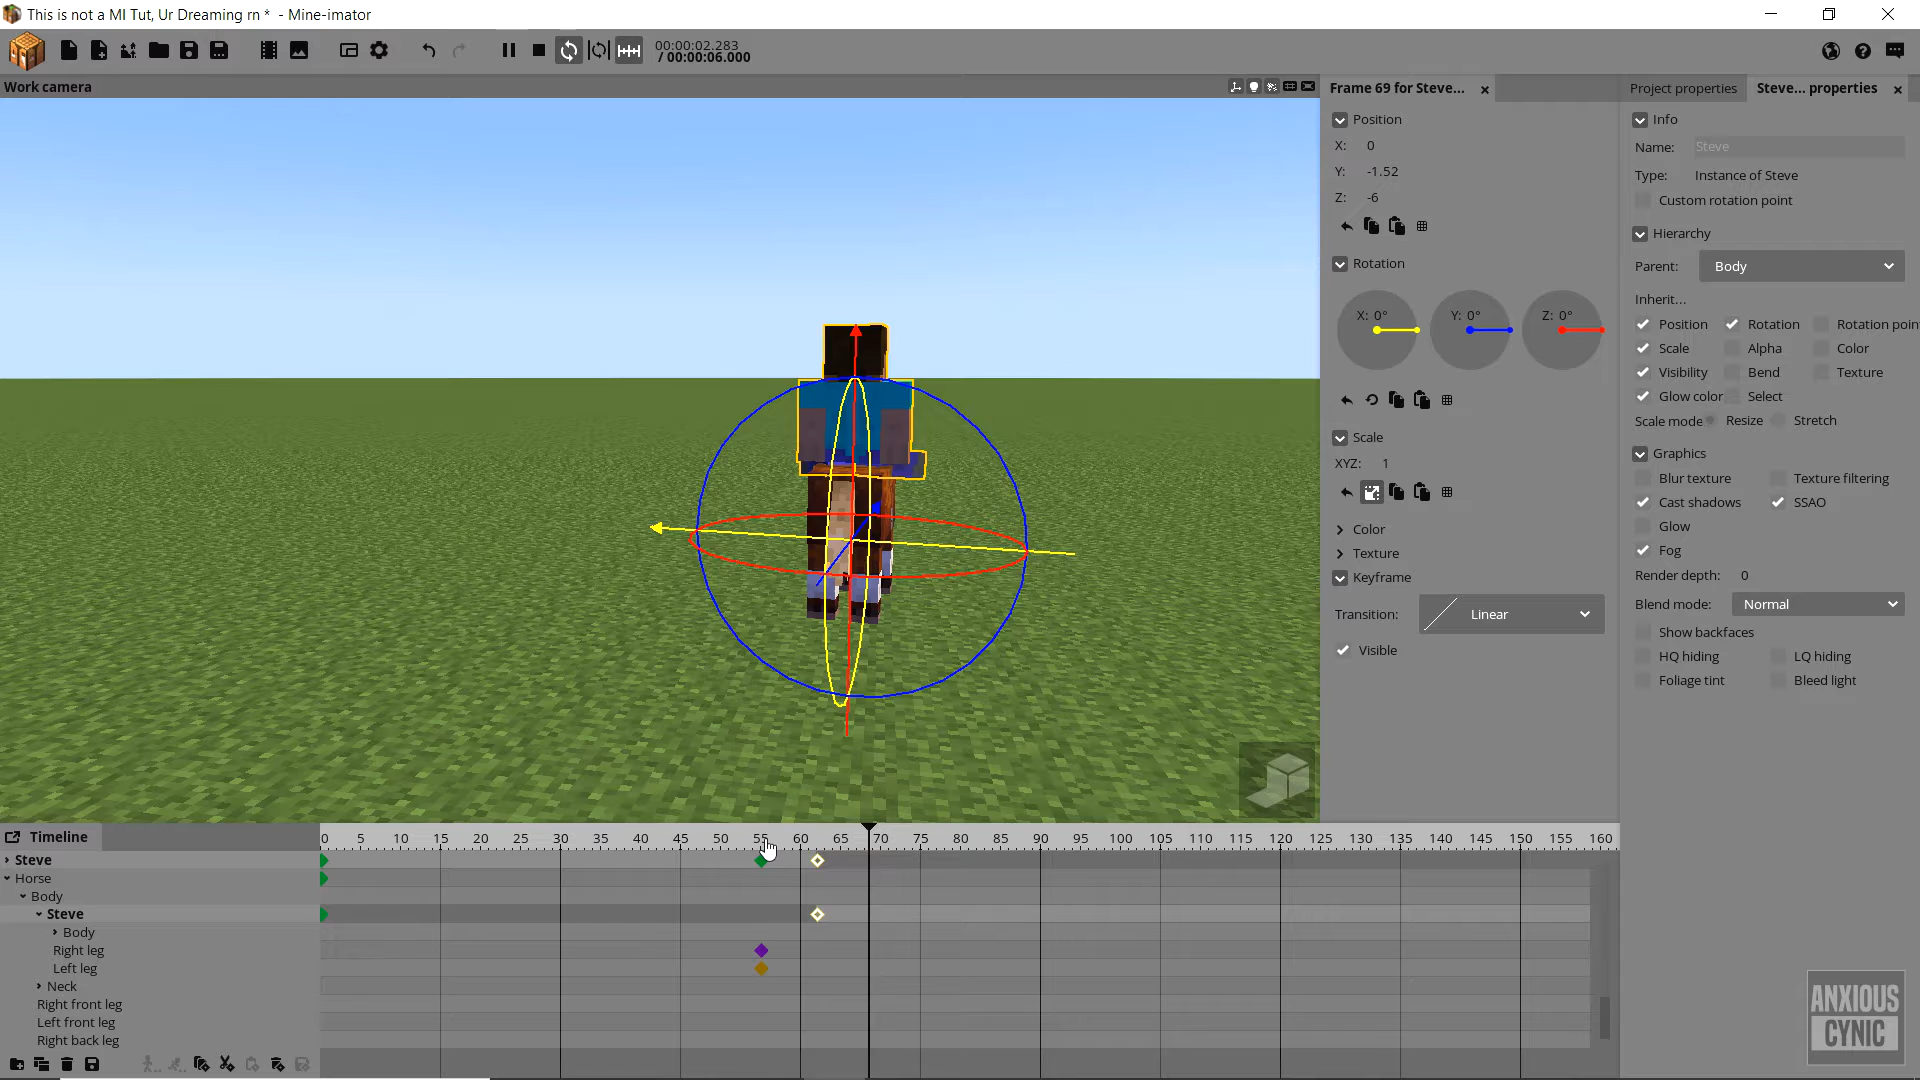 This is not a MI Tut, Ur Dreaming rn * - Mine-imator
00:00:02.283
/ 00:00:06.000
Work camera
Frame 69 for Steve...
Position
X: 0
Y: -1.52
Z: -6
Rotation
X: 0° Y: 0° Z: 0°
Scale
XYZ: 1
Color
Texture
Keyframe
Transition: Linear
Visible
Project properties Steve... properties
Info
Name: Steve
Type: Instance of Steve
Custom rotation point
Hierarchy
Parent: Body
Inherit...
Position Rotation Rotation poin
Scale Alpha Color
Visibility Bend Texture
Glow color Select
Scale mode Resize Stretch
Graphics
Blur texture Texture filtering
Cast shadows SSAO
Glow
Fog
Render depth: 0
Blend mode: Normal
Show backfaces
HQ hiding LQ hiding
Foliage tint Bleed light
Timeline
0 5 10 15 20 25 30 35 40 45 50 55 60 65 70 75 80 85 90 95 100 105 110 115 120 125 130 135 140 145 150 155 160
Steve
Horse
Body
Steve
Body
Right leg
Left leg
Neck
Right front leg
Left front leg
Right back leg
ANXIOUS
CYNIC